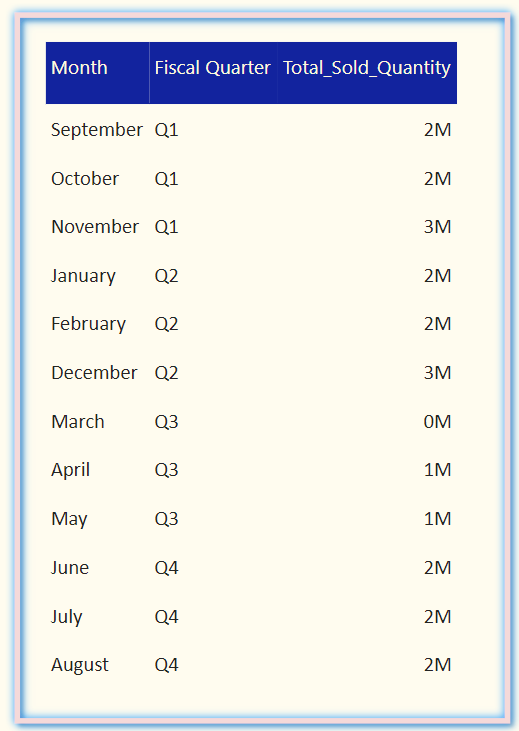 Month Fiscal Quarter Total_Sold_Quantity
September Q1 2M
October Q1 2M
November Q1 3M
January Q2 2M
February Q2 2M
December Q2 3M
March Q3 0M
April Q3 1M
May Q3 1M
June Q4 2M
July Q4 2M
August Q4 2M